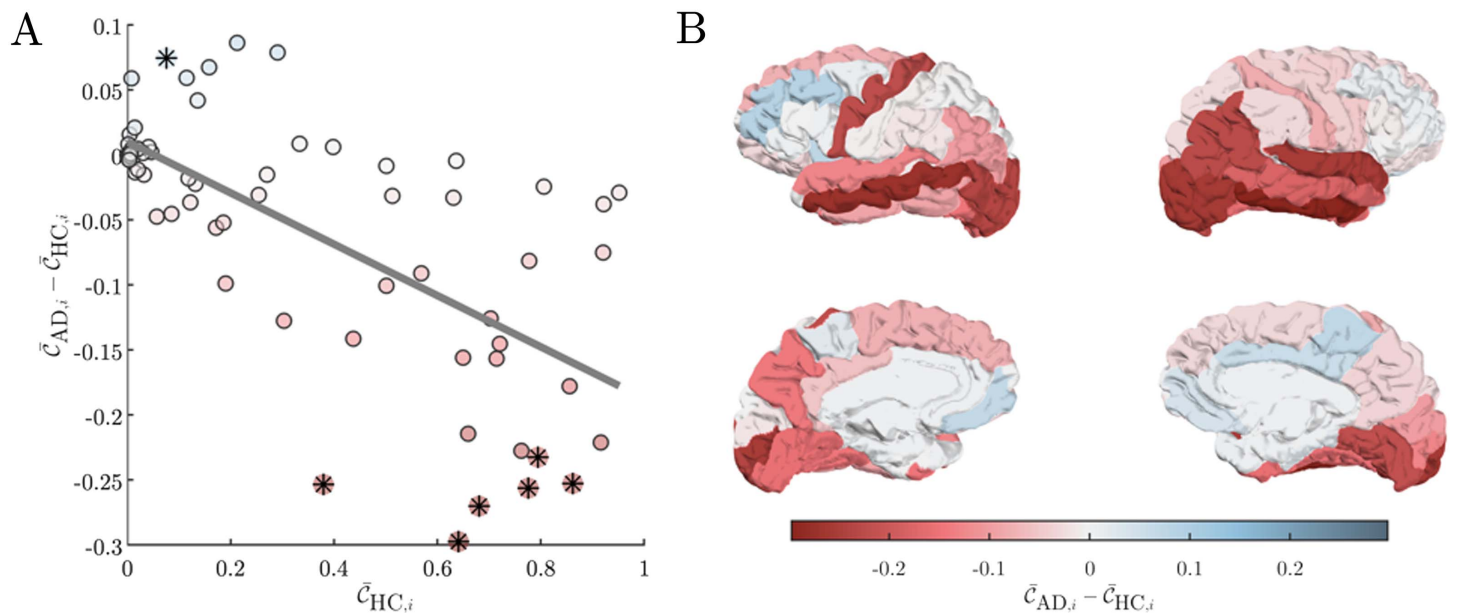 A
0.1
0.05
0
-0.05
-0.1
-0.15
-0.2
-0.25
-0.3
C̄AD,i − C̄HC,i
0 0.2 0.4 0.6 0.8 1
C̄HC,i
B
-0.2 -0.1 0 0.1 0.2
C̄AD,i − C̄HC,i